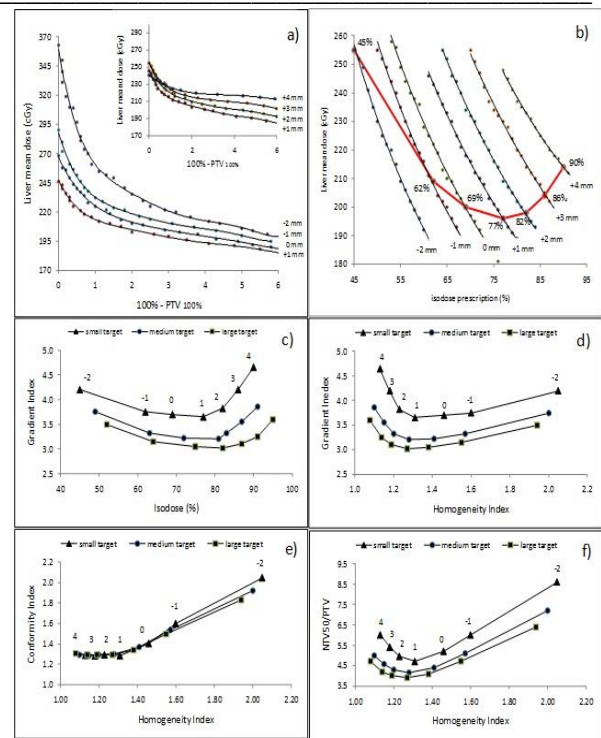 a)
Liver mean dose (cGy)
370
330
290
250
210
170
0 1 2 3 4 5 6
100% - PTV 100%
-2 mm
-1 mm
0 mm
+1 mm
Liver meand dose (cGy)
290
270
250
230
210
190
170
0 2 4 6
100% - PTV 100%
+4 mm
+3 mm
+2 mm
+1 mm
b)
Liver meand dose (cGy)
260
250
240
230
220
210
200
190
180
45 55 65 75 85 95
isodose prescription (%)
45%
62%
69%
77%
82%
86%
90%
-2 mm
-1 mm
0 mm
+1 mm
+2 mm
+3 mm
+4 mm
c)
small target medium target large target
Gradient Index
5.0
4.5
4.0
3.5
3.0
2.5
40 50 60 70 80 90 100
Isodose (%)
-2 -1 0 1 2 3 4
d)
small target medium target large target
5.0
4.5
4.0
3.5
3.0
2.5
1.0 1.2 1.4 1.6 1.8 2.0 2.2
Homogeneity Index
4 3 2 1 0 -1 -2
e)
small target medium target large target
Conformity Index
2.2
2.0
1.8
1.6
1.4
1.2
1.0
1.00 1.20 1.40 1.60 1.80 2.00 2.20
Homogeneity Index
4 3 2 1 0 -1 -2
f)
small target medium target large target
NTV50/PTV
9.5
8.5
7.5
6.5
5.5
4.5
3.5
1.00 1.20 1.40 1.60 1.80 2.00 2.20
Homogeneity Index
4 3 2 1 0 -1 -2